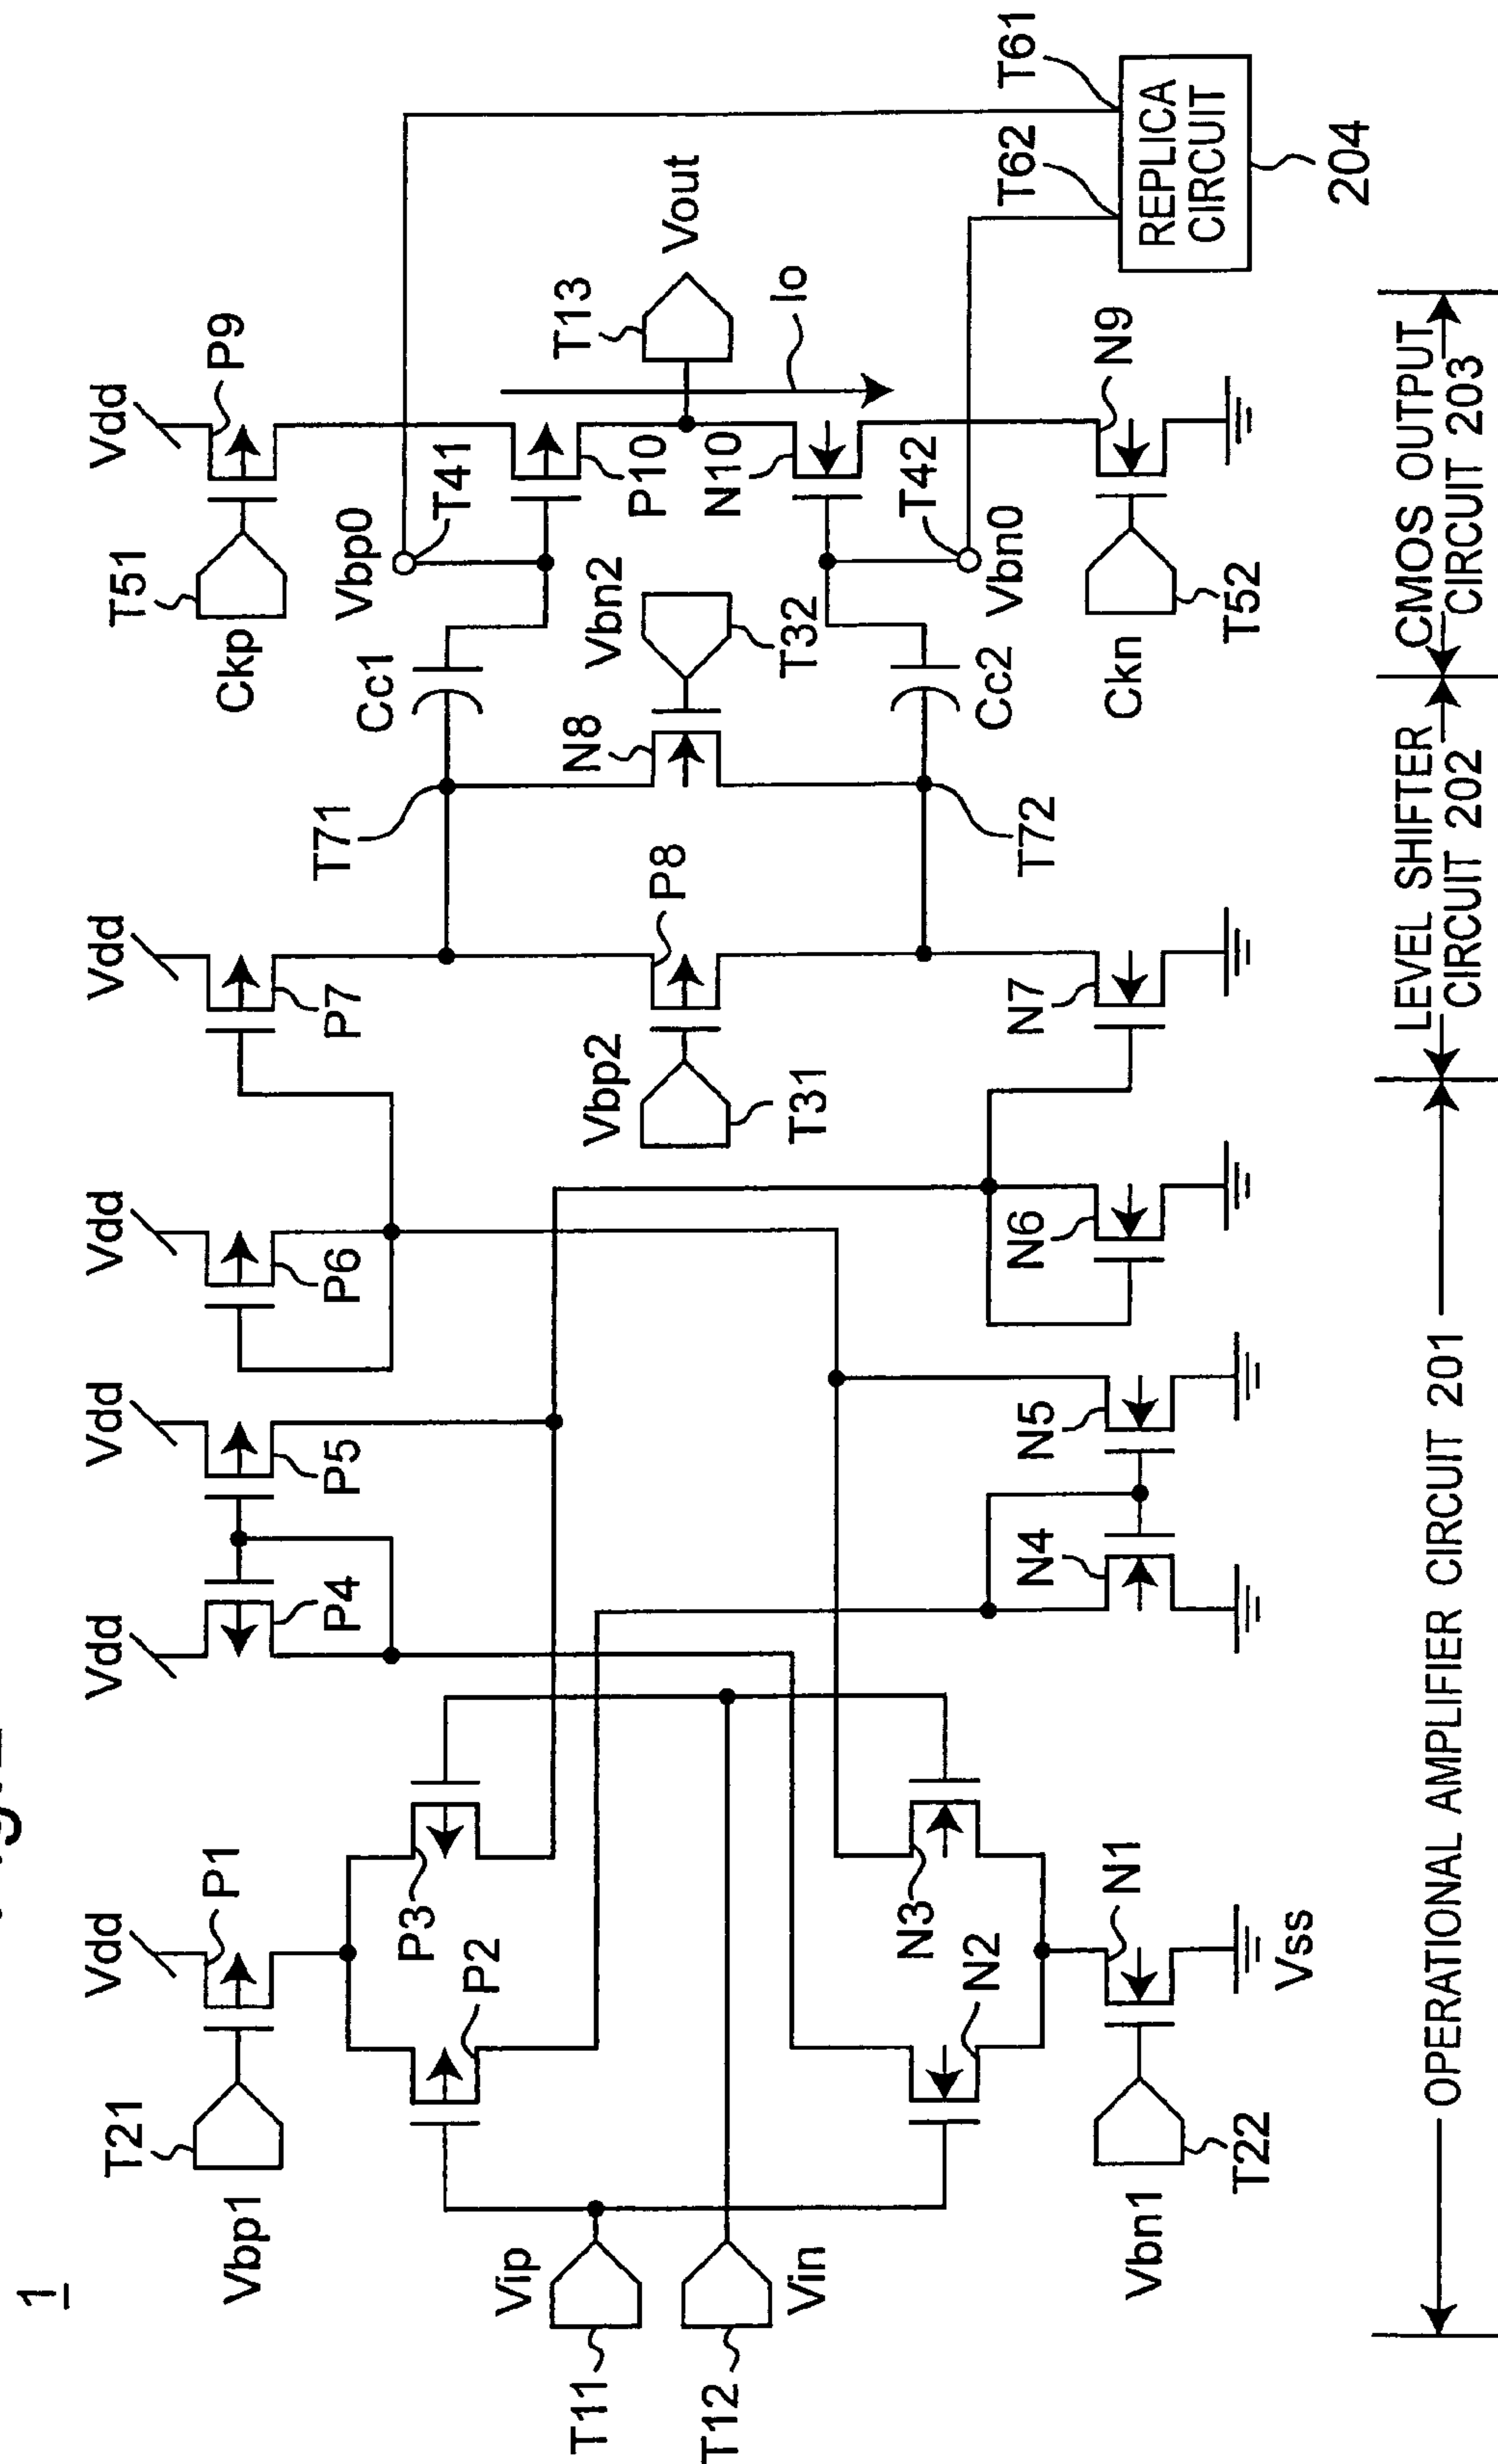 1
Vdd
Vdd
Vdd
Vdd
Vdd
Vdd
T21
P1
P4
P5
P6
P7
T51
Ckp
P9
Vbp1
Vbp0
T41
Cc1
T71
P3
P2
P10
Vip
T11
Vbp2
T31
P8
N8
Vbn2
T32
T13
Vout
Io
T12
Vin
N10
T42
T62
T61
N3
N2
T72
Cc2
Vbn0
REPLICA
CIRCUIT
204
N4
N5
N6
N7
N9
Vbn1
T22
N1
Vss
Ckn
T52
OPERATIONAL AMPLIFIER CIRCUIT 201
LEVEL SHIFTER
CIRCUIT 202
CMOS OUTPUT
CIRCUIT 203